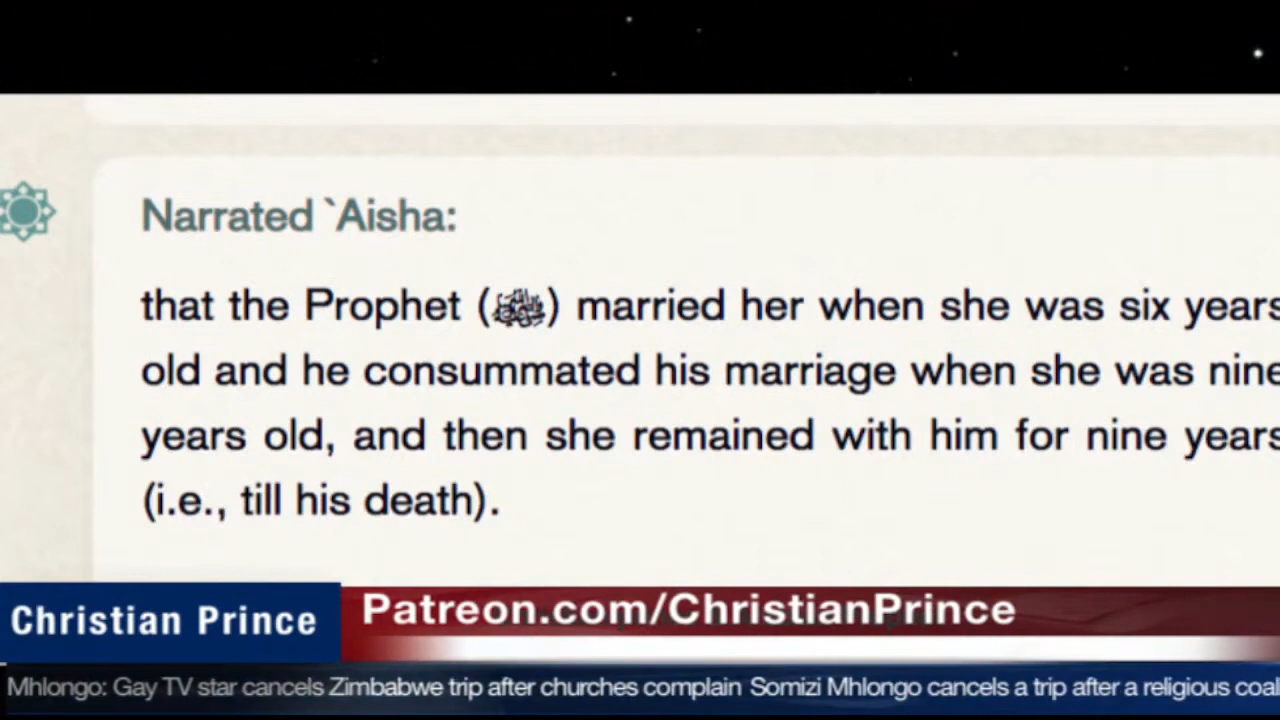 Narrated `Aisha:
that the Prophet (ﷺ) married her when she was six years
old and he consummated his marriage when she was nine
years old, and then she remained with him for nine years
(i.e., till his death).
Christian Prince
Patreon.com/ChristianPrince
Mhlongo: Gay TV star cancels Zimbabwe trip after churches complain Somizi Mhlongo cancels a trip after a religious coal